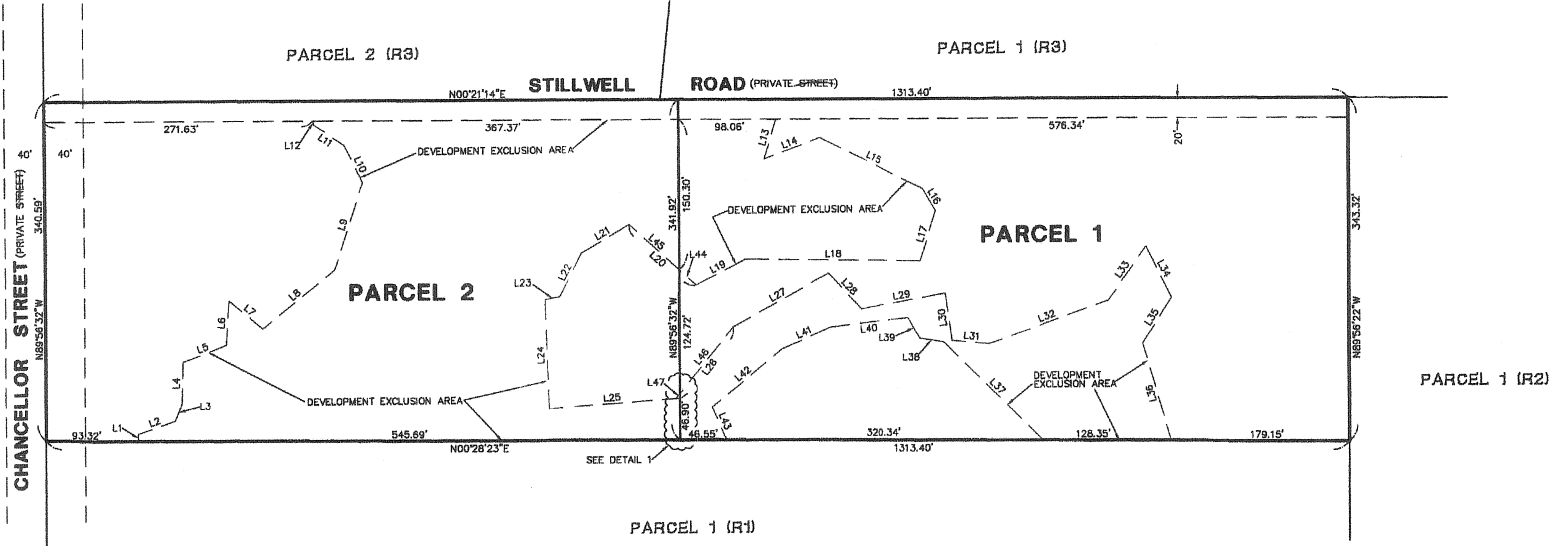 PARCEL 2 (R3)
PARCEL 1 (R3)
STILLWELL ROAD (PRIVATE STREET)
N00°21'14"E
1313.40'
271.63'
367.37'
98.06'
576.34'
20'
40'
40'
CHANCELLOR STREET (PRIVATE STREET)
340.59'
N89°56'32"W
L12
L11
L10
DEVELOPMENT EXCLUSION AREA
L9
L8
L7
L6
L5
L4
L3
L2
L1
PARCEL 2
L21
L22
L23
L24
L25
L45
L20
341.92'
150.30'
N89°56'32"W
124.72'
L44
L19
L18
L17
L16
L15
L14
L13
DEVELOPMENT EXCLUSION AREA
PARCEL 1
L46
L28
L47
46.90'
L27
L28
L29
L30
L31
L32
L33
L34
L35
L36
L37
L38
L39
L40
L41
L42
L43
DEVELOPMENT
EXCLUSION AREA
DEVELOPMENT EXCLUSION AREA
343.32'
N89°56'22"W
PARCEL 1 (R2)
93.32'
545.69'
46.55'
320.34'
128.35'
179.15'
N00°28'23"E
1313.40'
SEE DETAIL 1
PARCEL 1 (R1)